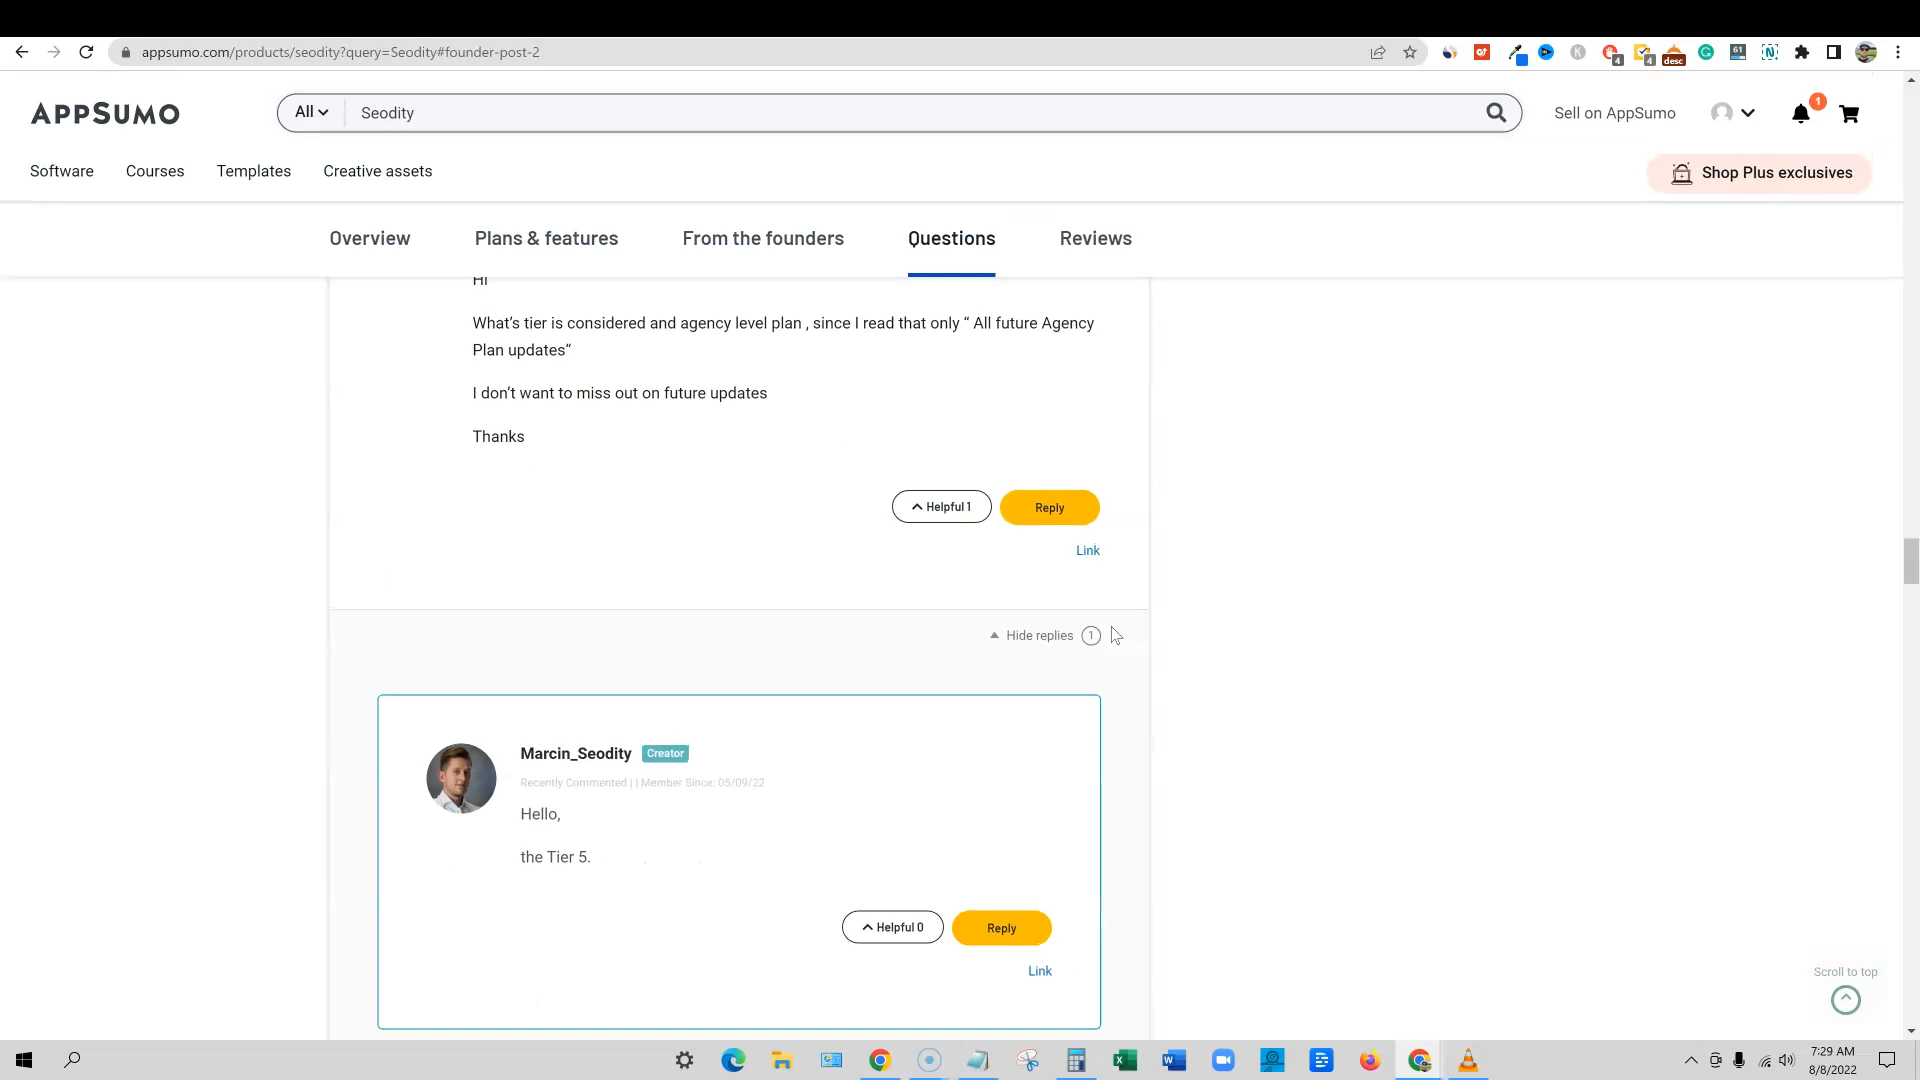 appsumo.com/products/seodity?query=Seodity#founder-post-2
4
4
desc
61
APPSUMO
All
Seodity
Sell on AppSumo
1
Software
Courses
Templates
Creative assets
Shop Plus exclusives
Overview
Plans & features
From the founders
Questions
Reviews
Hi
What’s tier is considered and agency level plan , since I read that only “ All future Agency
Plan updates“
I don’t want to miss out on future updates
Thanks
Helpful 1
Reply
Link
Hide replies 1
Marcin_Seodity Creator
Recently Commented | | Member Since: 05/09/22
Hello,
the Tier 5.
Helpful 0
Reply
Link
Scroll to top
7:29 AM
8/8/2022